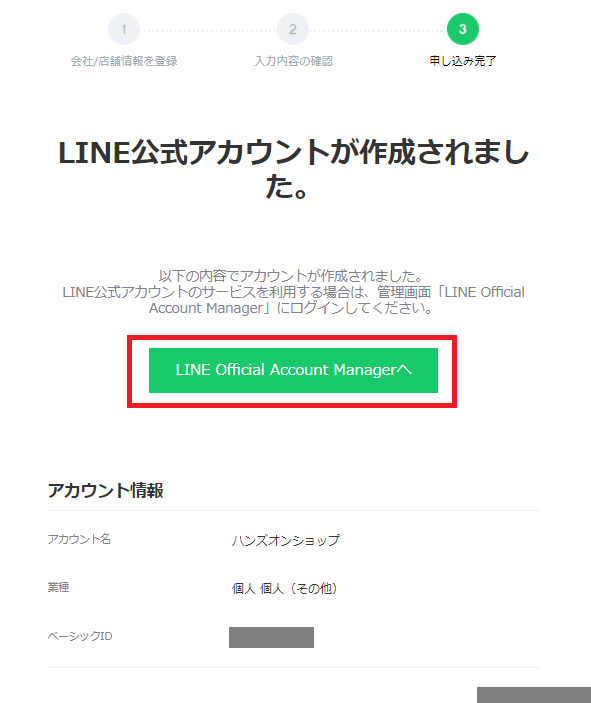 1
2
3
会社/店舗情報を登録
入力内容の確認
申し込み完了
LINE公式アカウントが作成されまし
た。
以下の内容でアカウントが作成されました。
LINE公式アカウントのサービスを利用する場合は、管理画面「LINE Official
Account Manager」にログインしてください。
LINE Official Account Managerへ
アカウント情報
アカウント名
ハンズオンショップ
業種
個人 個人（その他）
ベーシックID